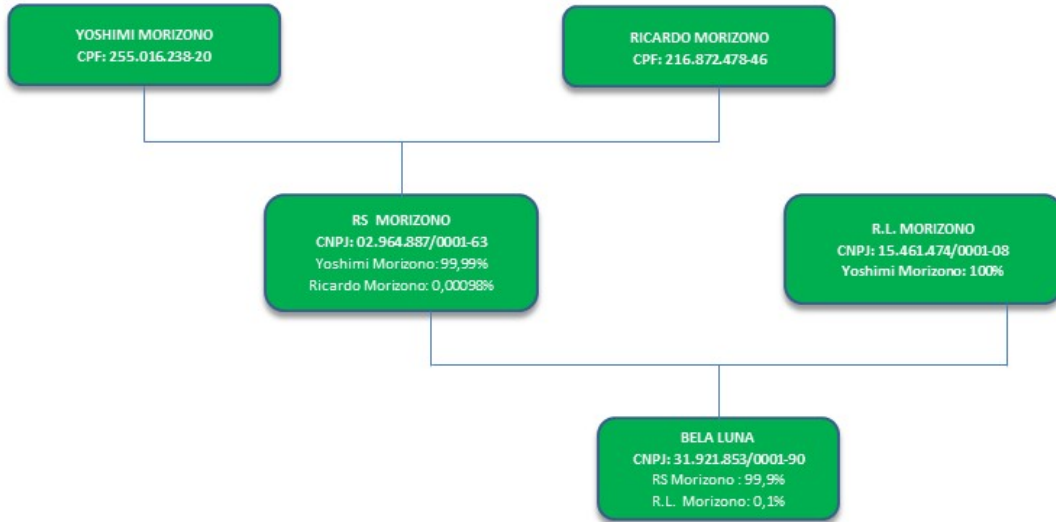 YOSHIMI MORIZONO
CPF: 255.016.238-20
RICARDO MORIZONO
CPF: 216.872.478-46
RS MORIZONO
CNPJ: 02.964.887/0001-63
Yoshimi Morizono: 99,99%
Ricardo Morizono: 0,00098%
R.L. MORIZONO
CNPJ: 15.461.474/0001-08
Yoshimi Morizono: 100%
BELA LUNA
CNPJ: 31.921.853/0001-90
RS Morizono : 99,9%
R.L. Morizono: 0,1%